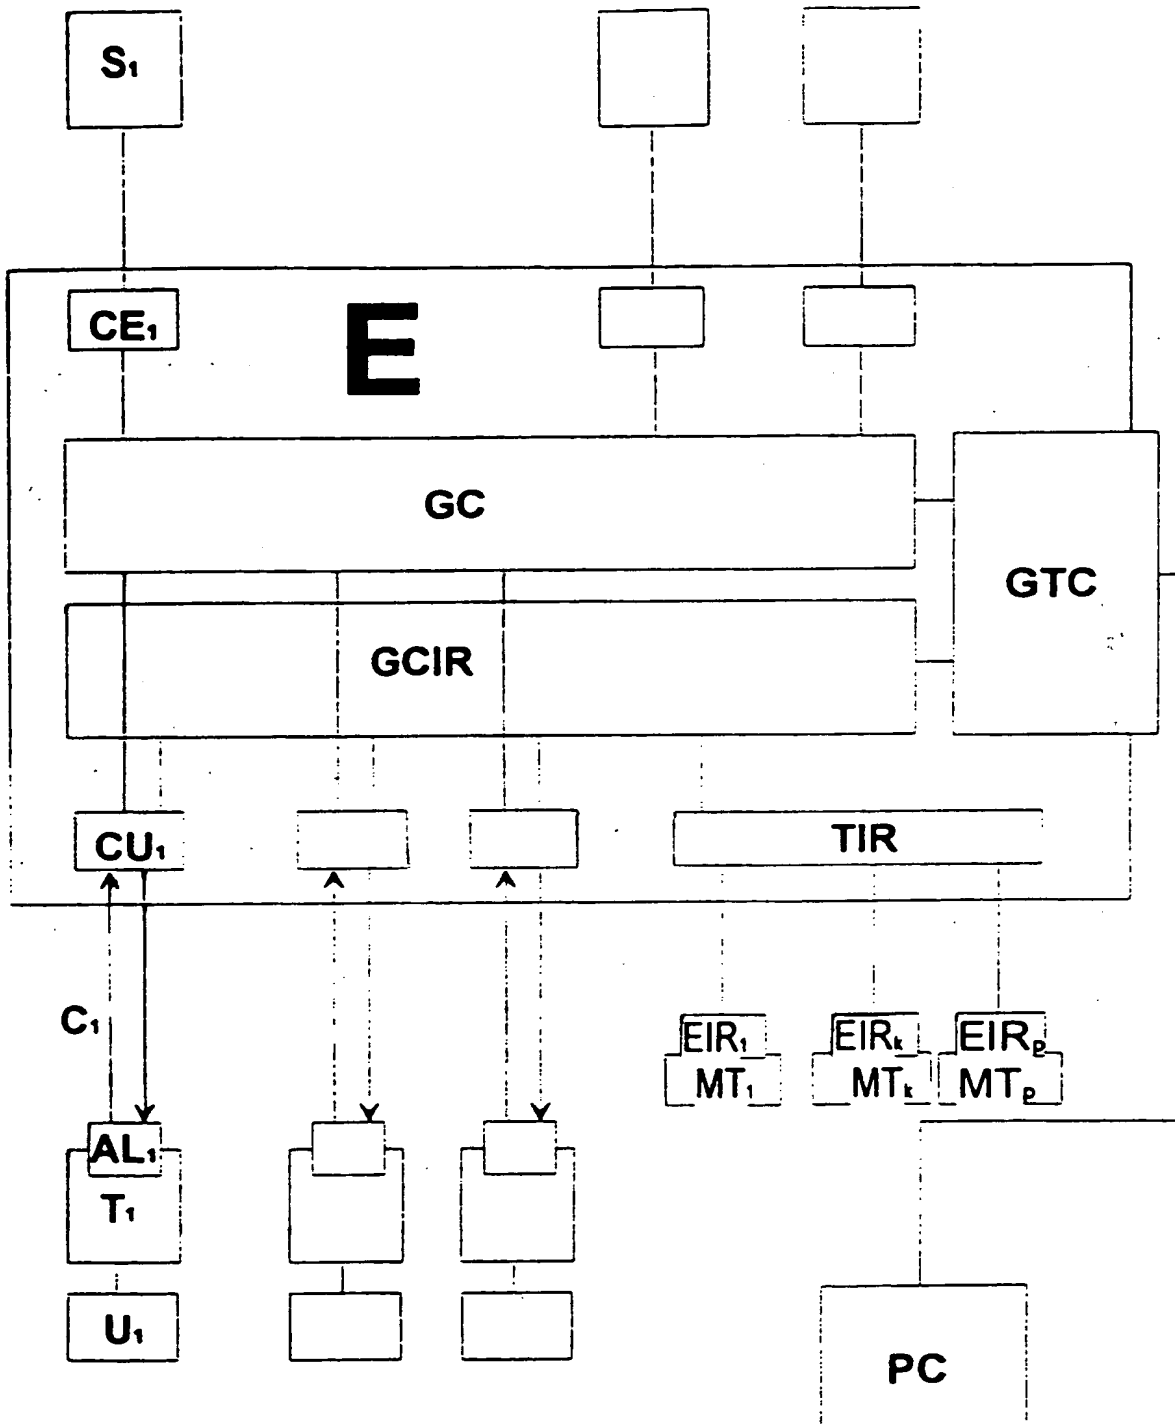 S₁
CE₁
E
GC
GTC
GCIR
CU₁
TIR
C₁
EIR₁ EIRₖ EIRₚ
MT₁ MTₖ MTₚ
AL₁
T₁
U₁
PC